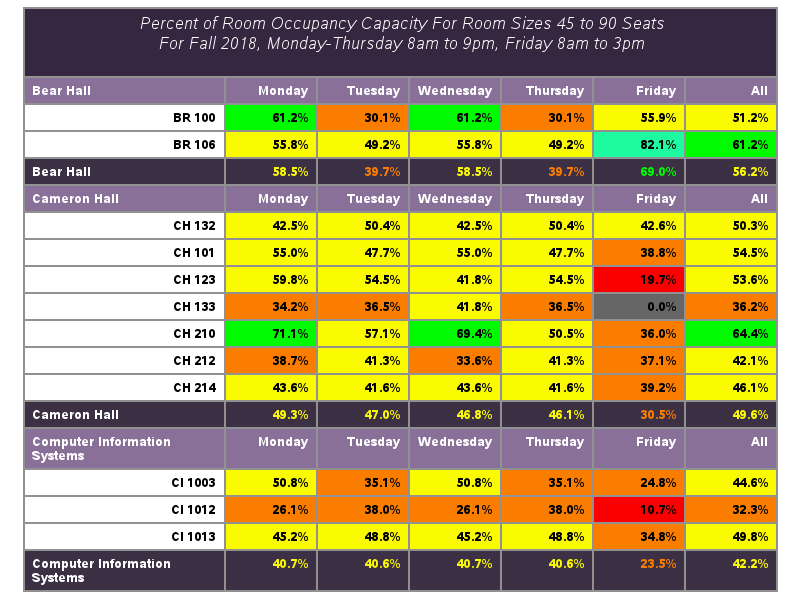 Percent of Room Occupancy Capacity For Room Sizes 45 to 90 Seats
For Fall 2018, Monday-Thursday 8am to 9pm, Friday 8am to 3pm
Bear Hall Monday Tuesday Wednesday Thursday Friday All
BR 100 61.2% 30.1% 61.2% 30.1% 55.9% 51.2%
BR 106 55.8% 49.2% 55.8% 49.2% 82.1% 61.2%
Bear Hall 58.5% 39.7% 58.5% 39.7% 69.0% 56.2%
Cameron Hall Monday Tuesday Wednesday Thursday Friday All
CH 132 42.5% 50.4% 42.5% 50.4% 42.6% 50.3%
CH 101 55.0% 47.7% 55.0% 47.7% 38.8% 54.5%
CH 123 59.8% 54.5% 41.8% 54.5% 19.7% 53.6%
CH 133 34.2% 36.5% 41.8% 36.5% 0.0% 36.2%
CH 210 71.1% 57.1% 69.4% 50.5% 36.0% 64.4%
CH 212 38.7% 41.3% 33.6% 41.3% 37.1% 42.1%
CH 214 43.6% 41.6% 43.6% 41.6% 39.2% 46.1%
Cameron Hall 49.3% 47.0% 46.8% 46.1% 30.5% 49.6%
Computer Information Monday Tuesday Wednesday Thursday Friday All
Systems
CI 1003 50.8% 35.1% 50.8% 35.1% 24.8% 44.6%
CI 1012 26.1% 38.0% 26.1% 38.0% 10.7% 32.3%
CI 1013 45.2% 48.8% 45.2% 48.8% 34.8% 49.8%
Computer Information 40.7% 40.6% 40.7% 40.6% 23.5% 42.2%
Systems